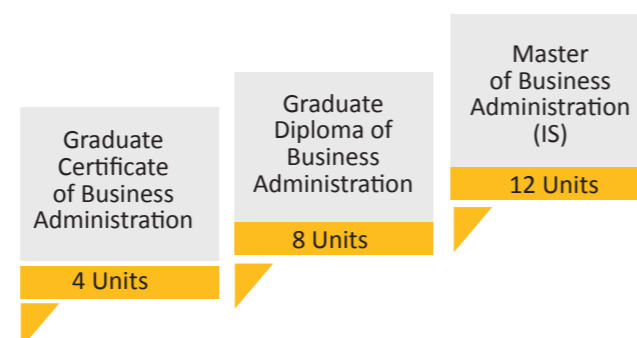 Graduate
Certificate
of Business
Administration
4 Units
Graduate
Diploma of
Business
Administration
8 Units
Master
of Business
Administration
(IS)
12 Units